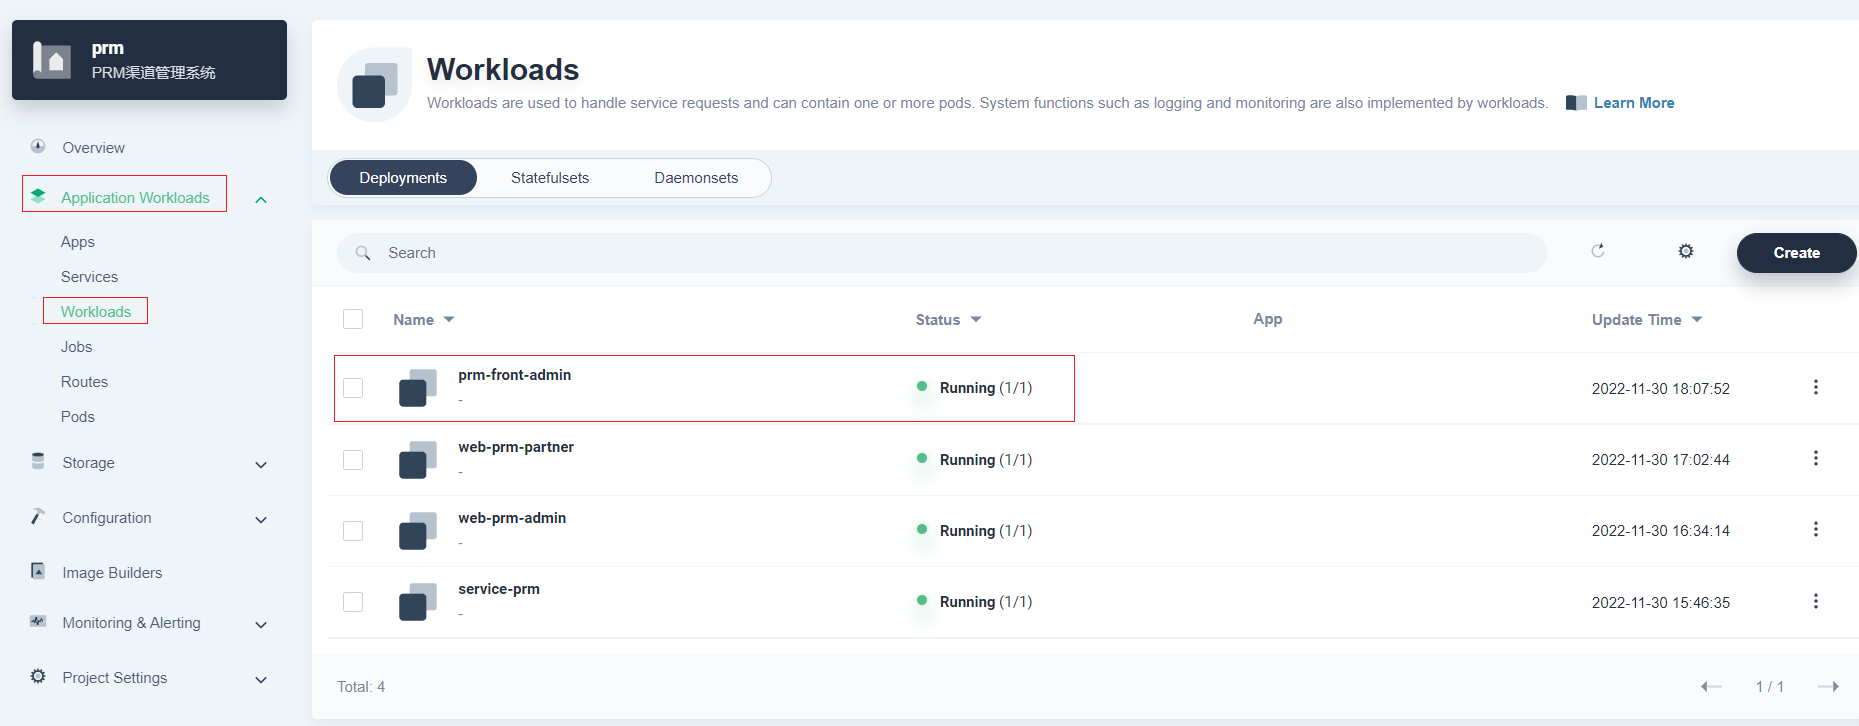 prm
PRM渠道管理系统
Overview
Application Workloads
Apps
Services
Workloads
Jobs
Routes
Pods
Storage
Configuration
Image Builders
Monitoring & Alerting
Project Settings
Workloads
Workloads are used to handle service requests and can contain one or more pods. System functions such as logging and monitoring are also implemented by workloads. Learn More
Deployments Statefulsets Daemonsets
Search Create
Name Status App Update Time
prm-front-admin
-
Running (1/1) 2022-11-30 18:07:52
web-prm-partner
-
Running (1/1) 2022-11-30 17:02:44
web-prm-admin
-
Running (1/1) 2022-11-30 16:34:14
service-prm
-
Running (1/1) 2022-11-30 15:46:35
Total: 4 1 / 1